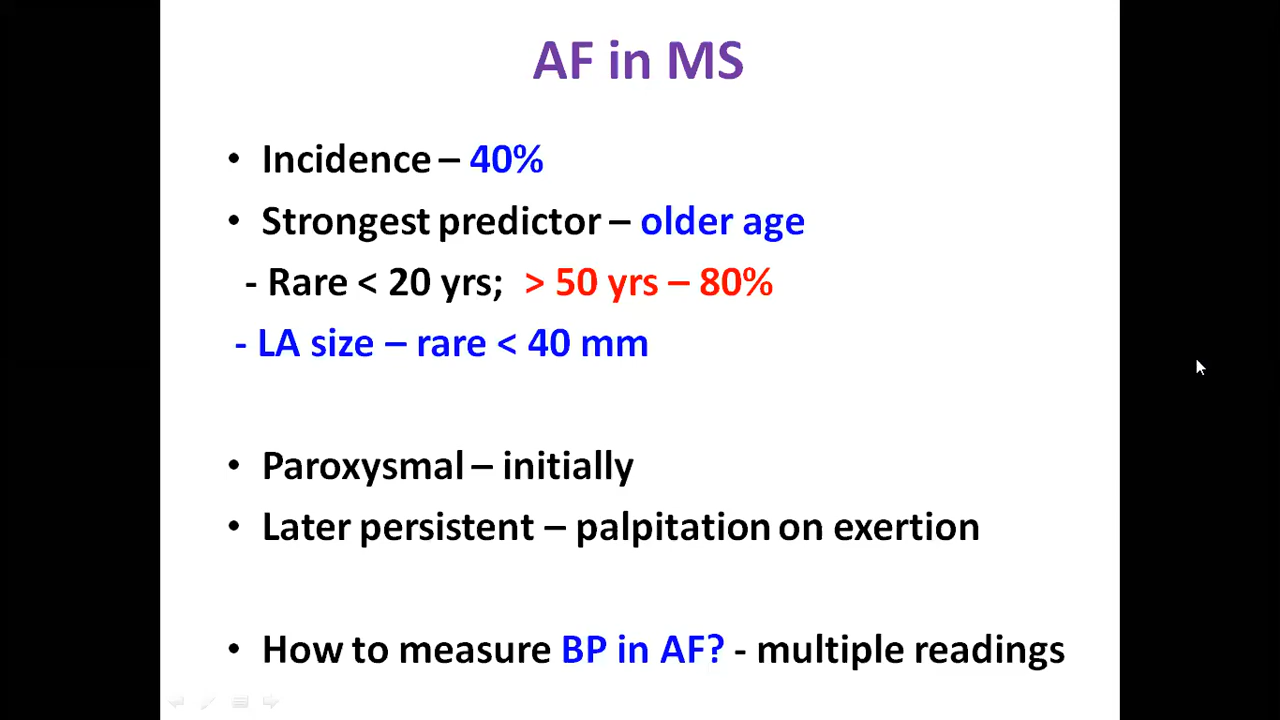 AF in MS
• Incidence – 40%
• Strongest predictor – older age
- Rare < 20 yrs; > 50 yrs – 80%
- LA size – rare < 40 mm
• Paroxysmal – initially
• Later persistent – palpitation on exertion
• How to measure BP in AF? - multiple readings